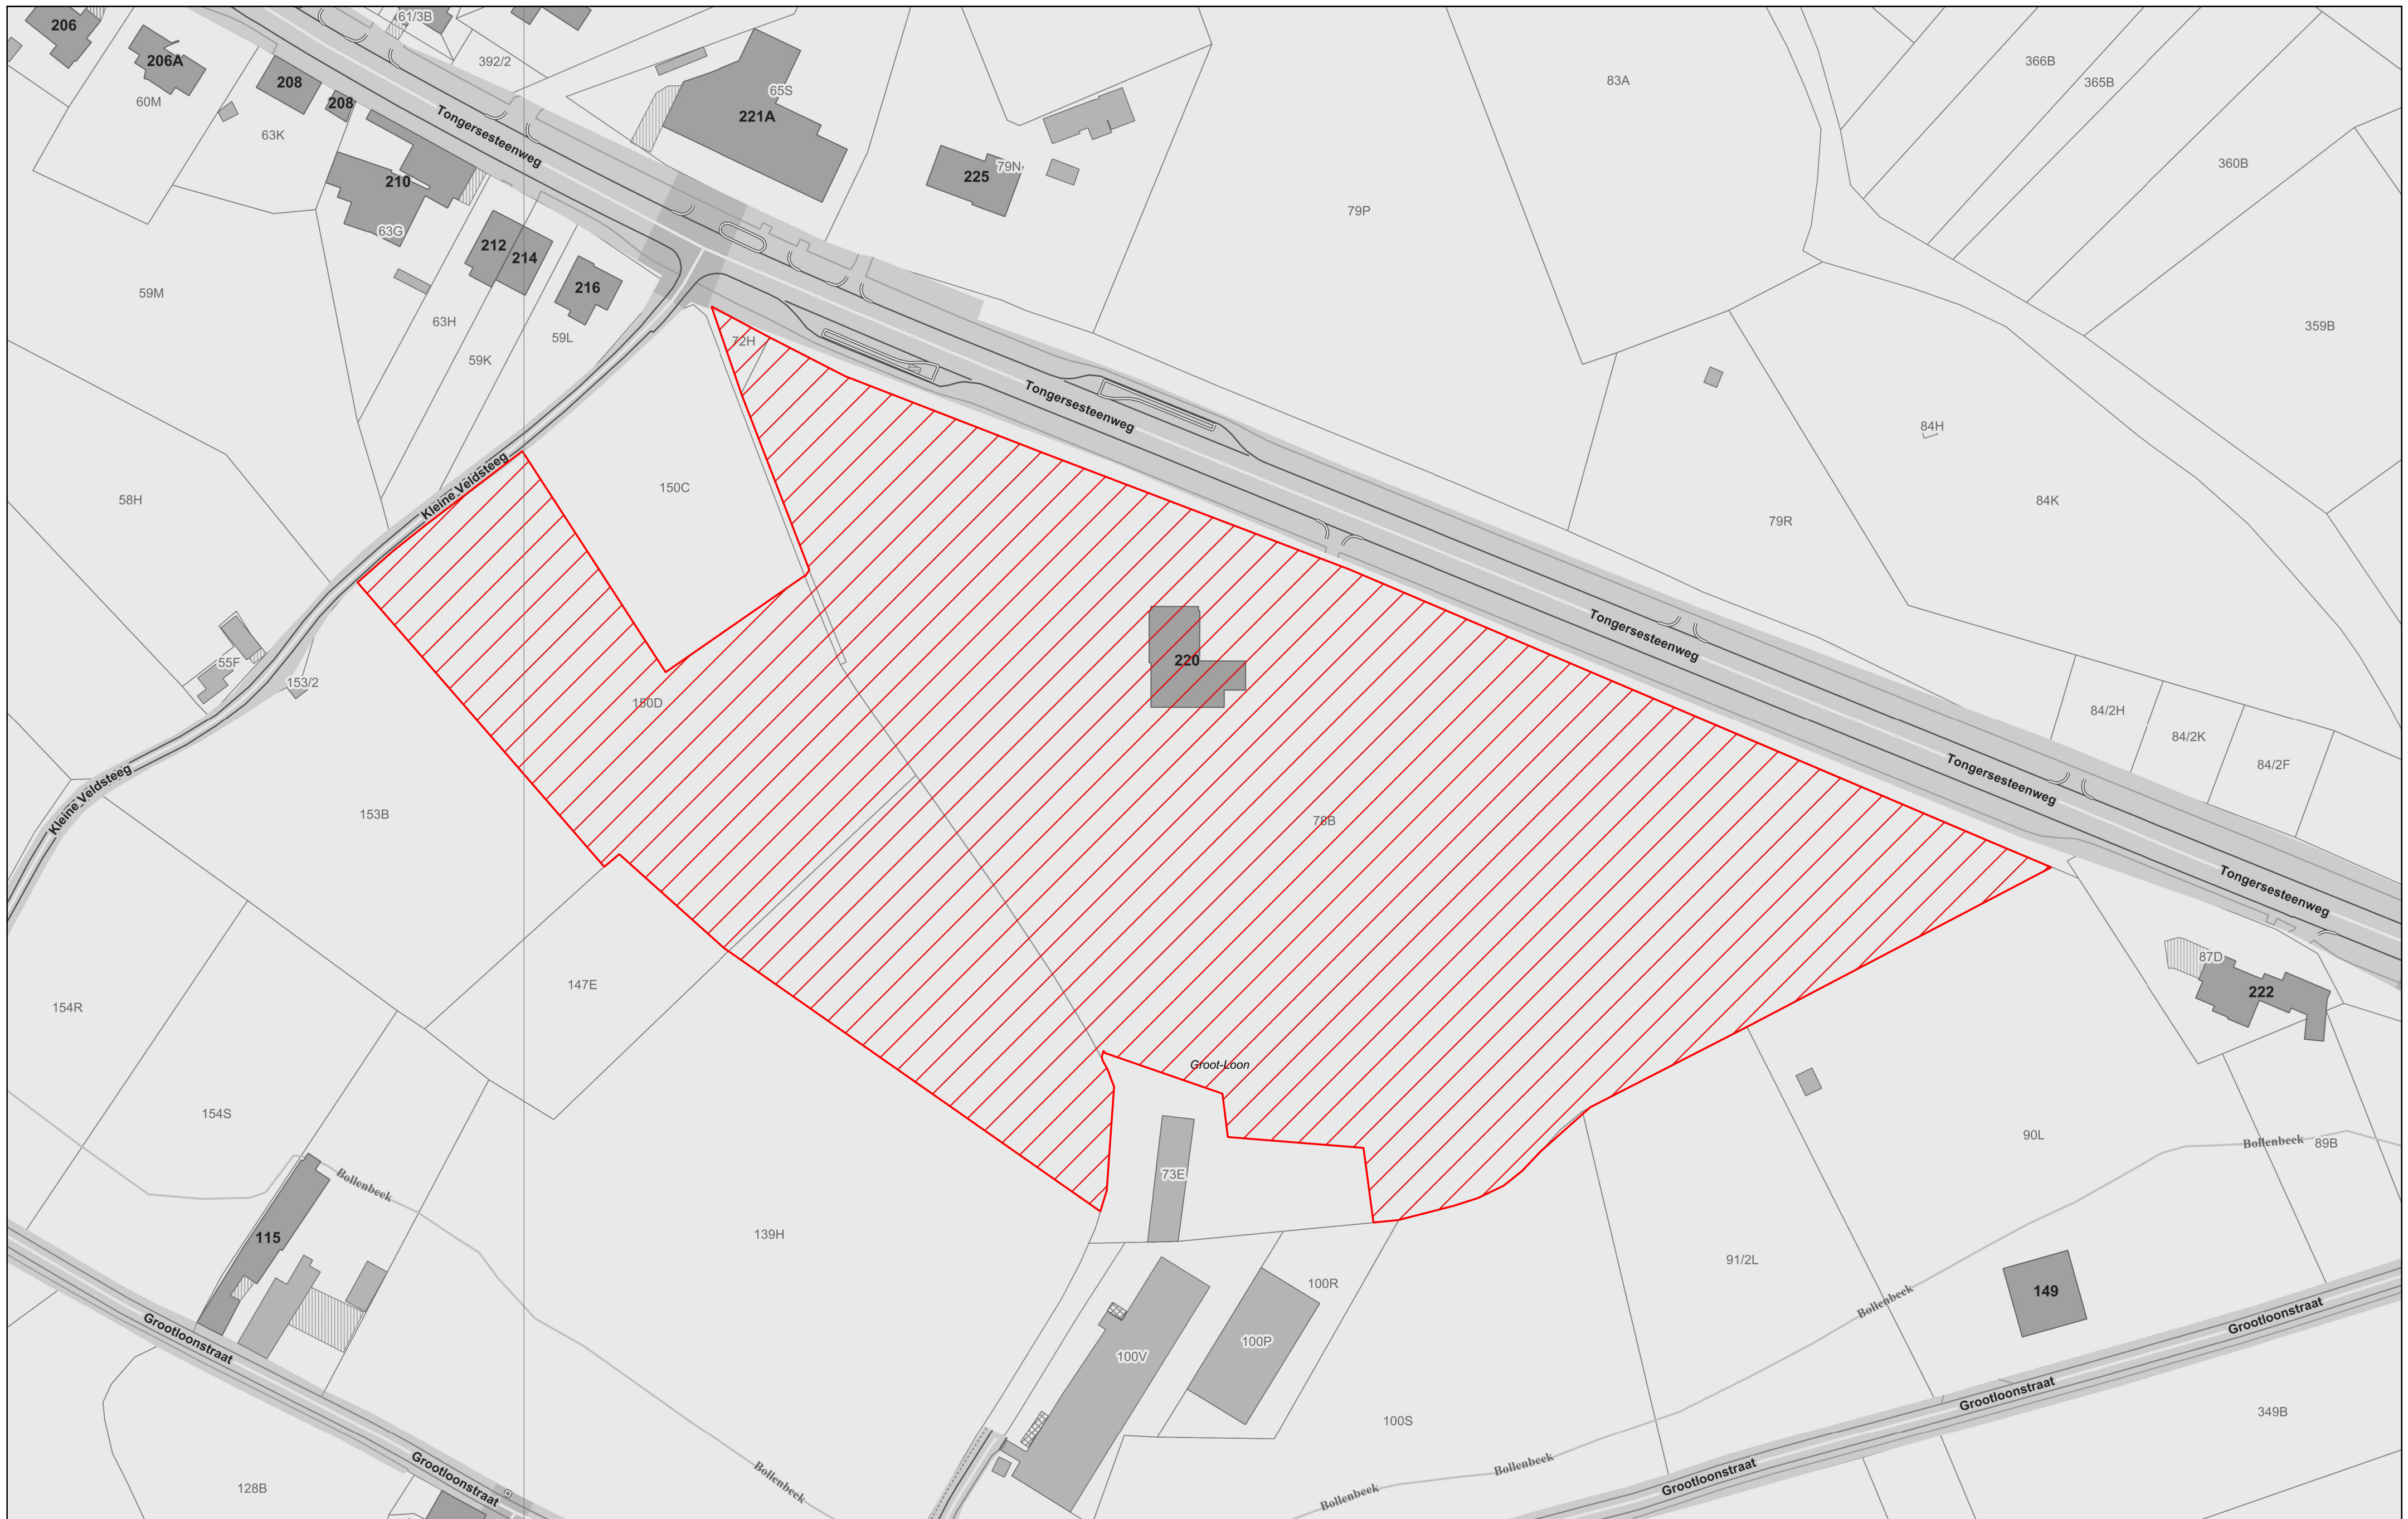 206
61/3B
206A
392/2
83A
366B
365B
208
65S
60M
208
221A
Tongersesteenweg
63K
360B
79N
225
210
79P
63G
212
214
216
59M
63H
59L
359B
72H
59K
Tongersesteenweg
84H
Kleine_Veldsteeg
150C
58H
84K
79R
Tongersesteenweg
55F
220
153/2
150D
84/2H
84/2K
84/2F
Tongersesteenweg
Kleine_Veldsteeg
153B
78B
Tongersesteenweg
87D
147E
222
154R
Groot-Loon
154S
90L
Bollenbeek
89B
73E
Bollenbeek
115
139H
91/2L
100R
149
Bollenbeek
Grootloonstraat
Grootloonstraat
100P
100V
Grootloonstraat
349B
100S
Bollenbeek
Grootloonstraat
Grootloonstraat
Bollenbeek
128B
Bollenbeek